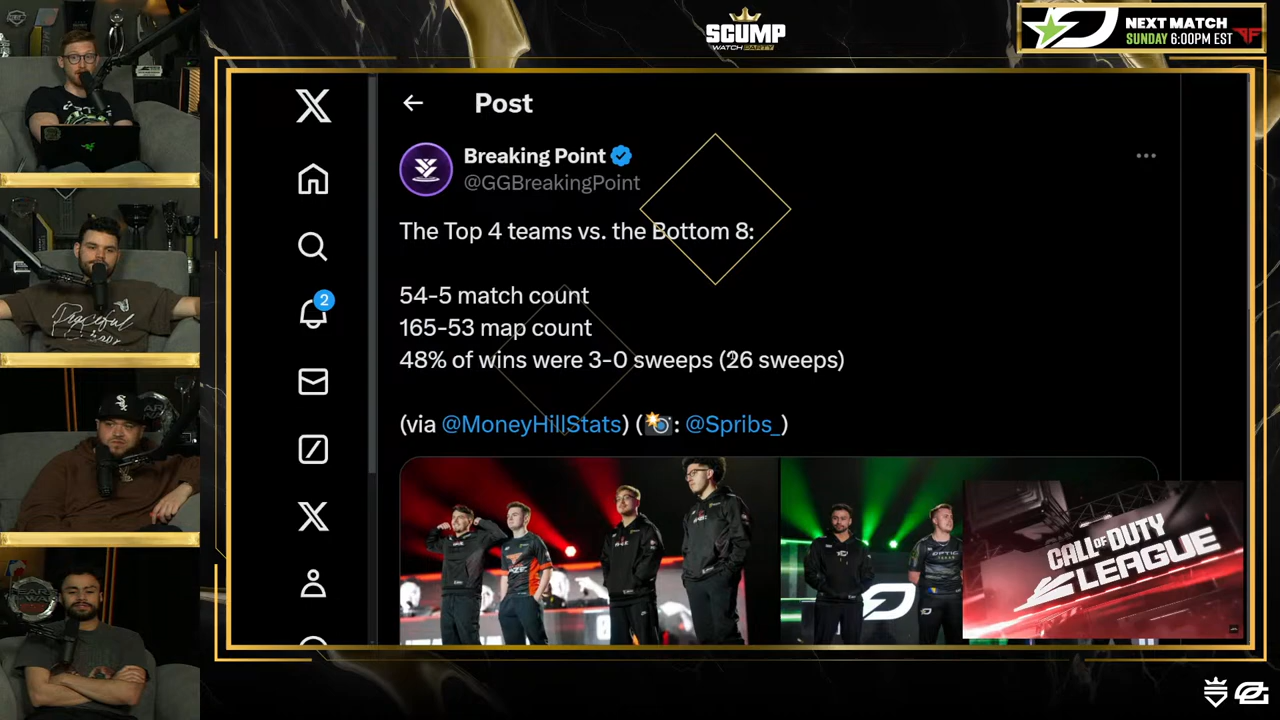 SCUMP
WATCH PARTY
NEXT MATCH
SUNDAY 6:00PM EST
Post
Breaking Point
@GGBreakingPoint
The Top 4 teams vs. the Bottom 8:
54-5 match count
165-53 map count
48% of wins were 3-0 sweeps (26 sweeps)
(via @MoneyHillStats) (📸: @Spribs_)
2
CALL OF DUTY
LEAGUE